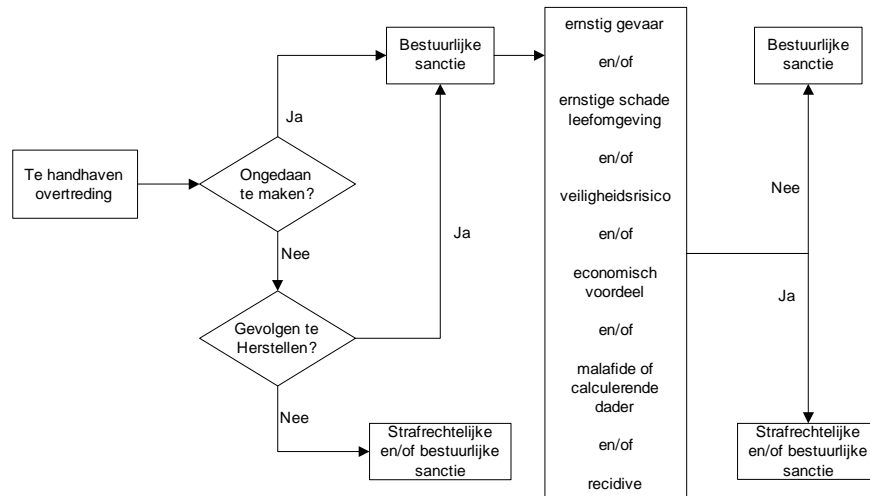 Te handhaven
overtreding
Ongedaan
te maken?
Ja
Nee
Gevolgen te
Herstellen?
Ja
Nee
Bestuurlijke
sanctie
Strafrechtelijke
en/of bestuurlijke
sanctie
ernstig gevaar
en/of
ernstige schade
leefomgeving
en/of
veiligheidsrisico
en/of
economisch
voordeel
en/of
malafide of
calculerende
dader
en/of
recidive
Nee
Bestuurlijke
sanctie
Ja
Strafrechtelijke
en/of bestuurlijke
sanctie